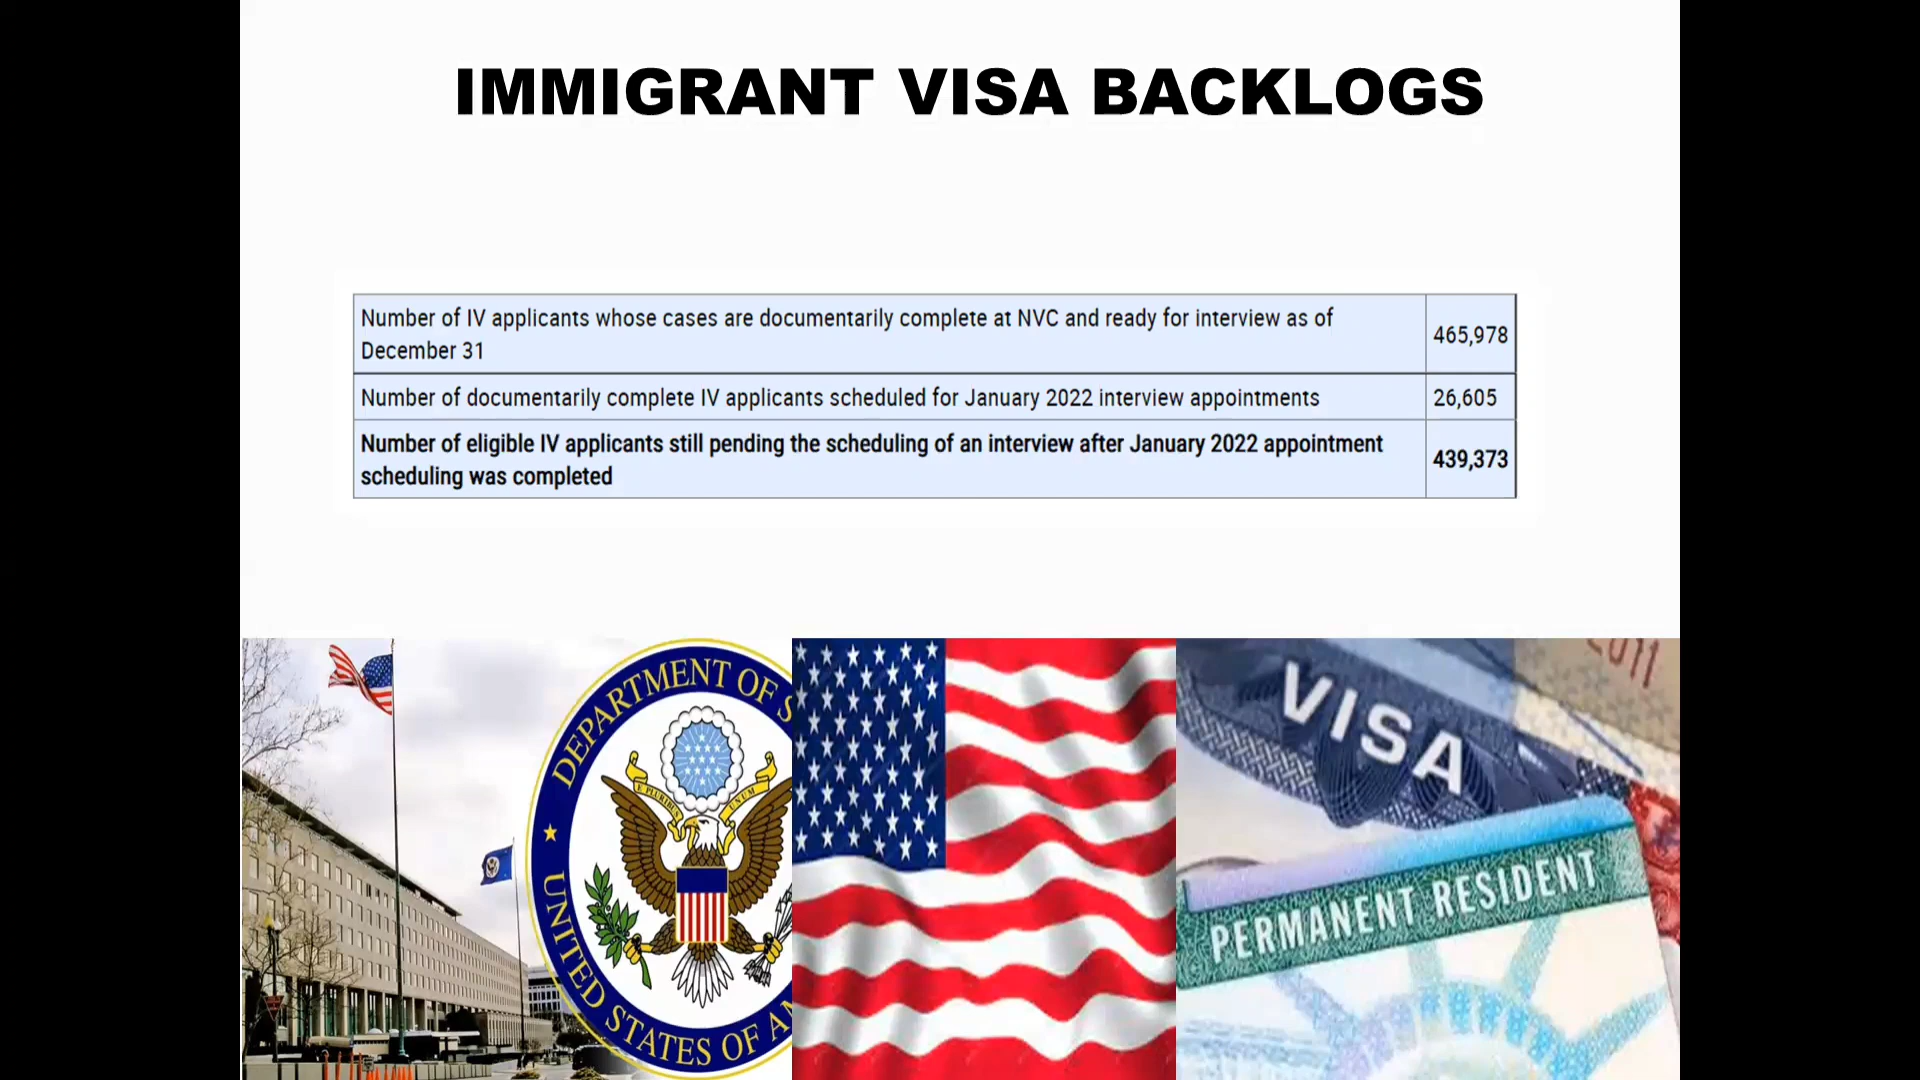 IMMIGRANT VISA BACKLOGS
Number of IV applicants whose cases are documentarily complete at NVC and ready for interview as of
December 31
465,978
Number of documentarily complete IV applicants scheduled for January 2022 interview appointments
26,605
Number of eligible IV applicants still pending the scheduling of an interview after January 2022 appointment
scheduling was completed
439,373
DEPARTMENT OF S
E PLURIBUS UNUM
UNITED STATES OF A
VISA
2011
PERMANENT RESIDENT